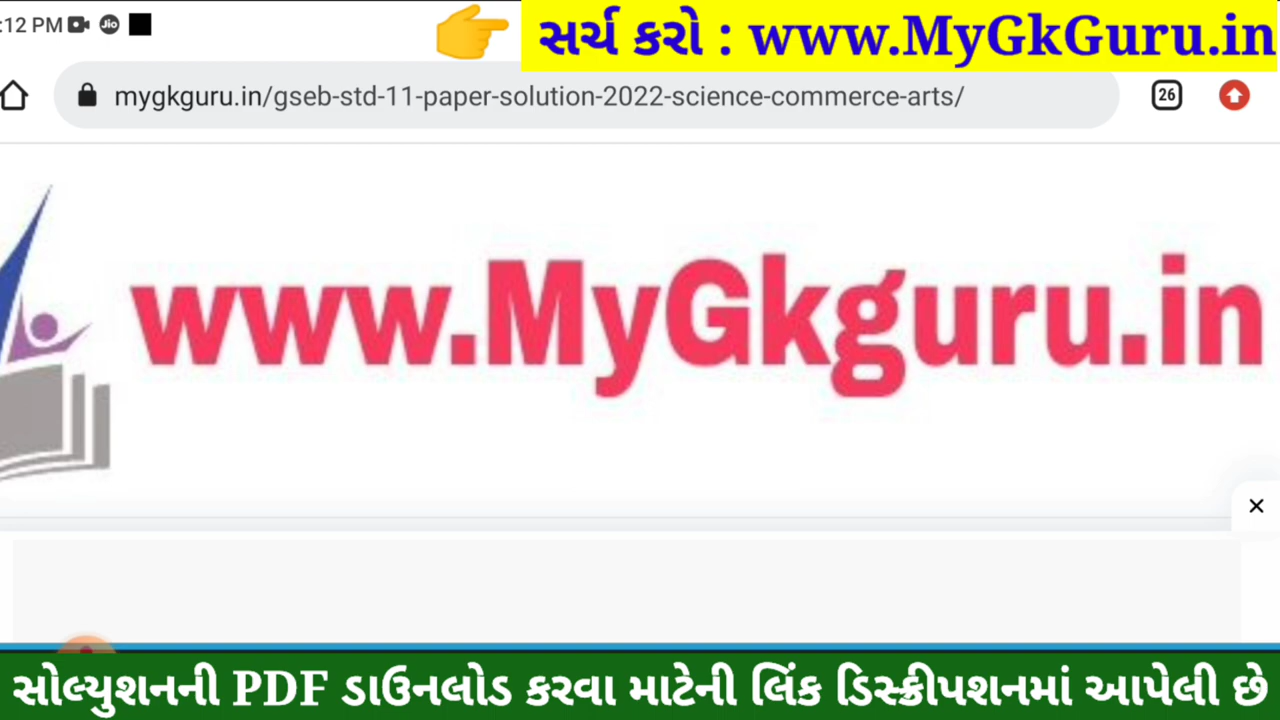 :12 PM Jio
સર્ચ કરો : www.MyGkGuru.in
mygkguru.in/gseb-std-11-paper-solution-2022-science-commerce-arts/
26
www.MyGkguru.in
સોલ્યુશનની PDF ડાઉનલોડ કરવા માટેની લિંક ડિસ્ક્રીપશનમાં આપેલી છે